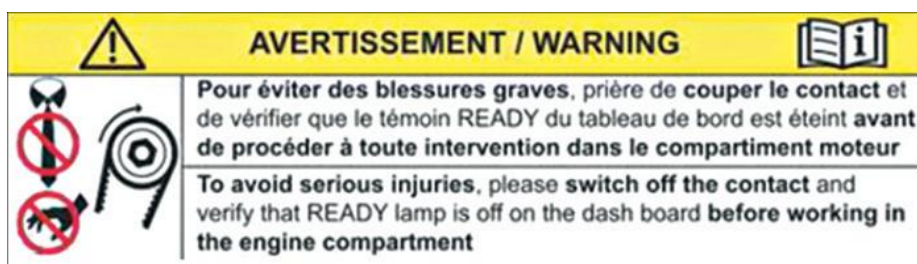 AVERTISSEMENT / WARNING
Pour éviter des blessures graves, prière de couper le contact et
de vérifier que le témoin READY du tableau de bord est éteint avant
de procéder à toute intervention dans le compartiment moteur
To avoid serious injuries, please switch off the contact and
verify that READY lamp is off on the dash board before working in
the engine compartment